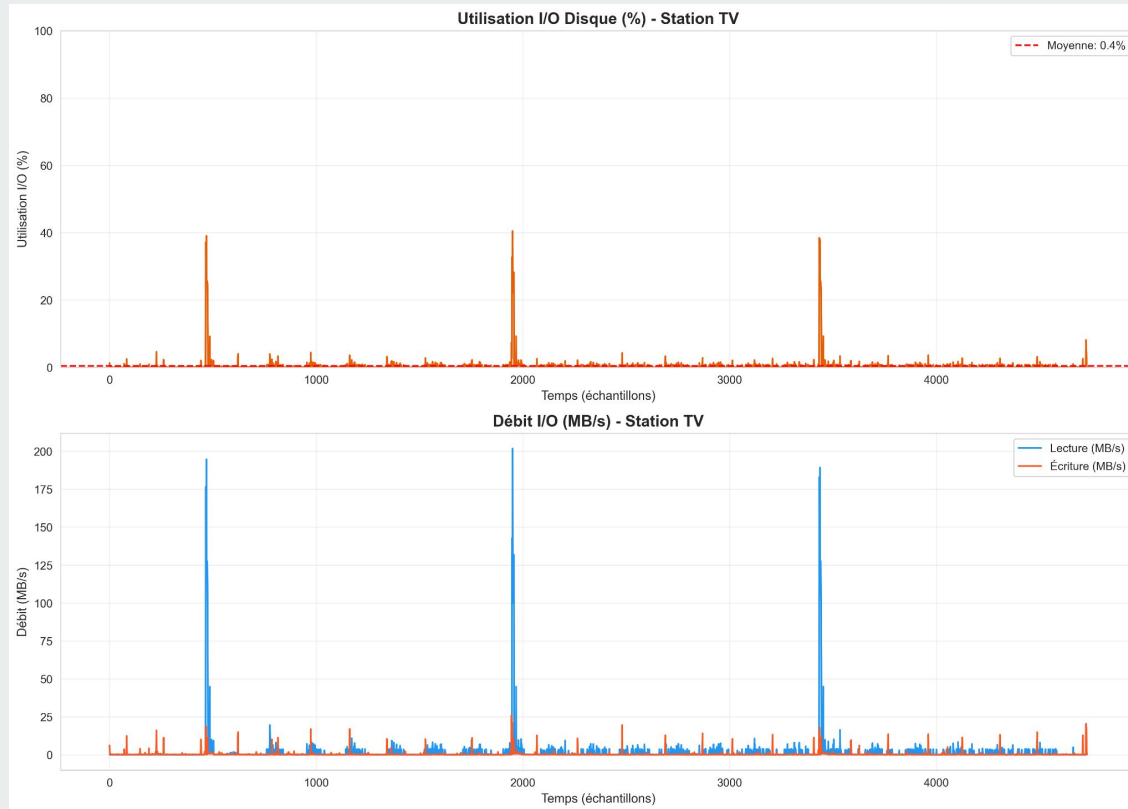 Utilisation I/O Disque (%) - Station TV
Moyenne: 0.4%
Utilisation I/O (%)
100
80
60
40
20
0
0 1000 2000 3000 4000
Temps (échantillons)
Débit I/O (MB/s) - Station TV
Lecture (MB/s)
Écriture (MB/s)
Débit (MB/s)
200
175
150
125
100
75
50
25
0
0 1000 2000 3000 4000
Temps (échantillons)